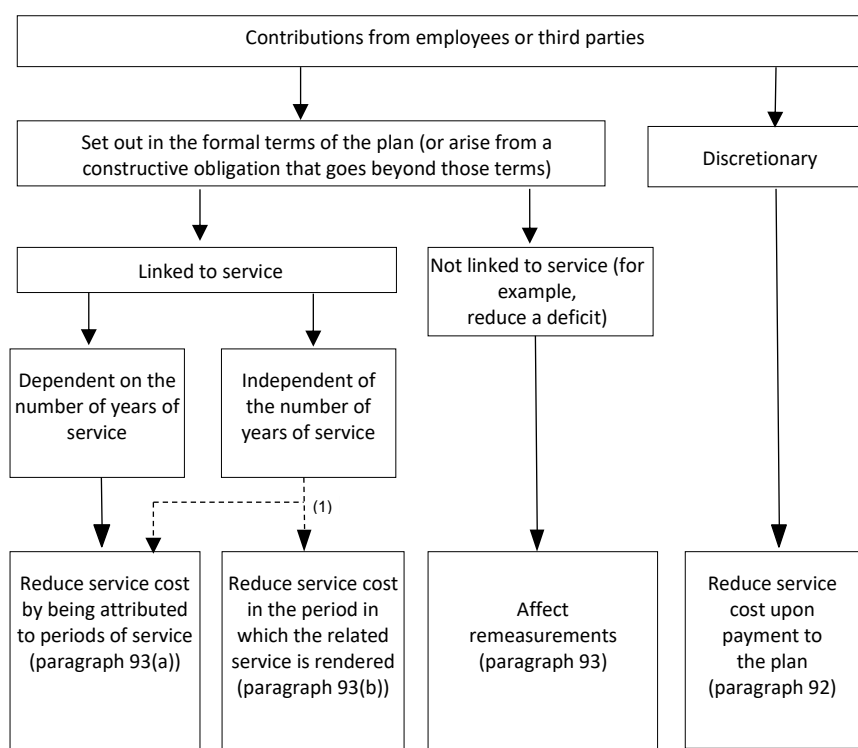 Contributions from employees or third parties
Set out in the formal terms of the plan (or arise from a
constructive obligation that goes beyond those terms)
Discretionary
Linked to service
Not linked to service (for
example,
reduce a deficit)
Dependent on the
number of years of
service
Independent of
the number of
years of service
(1)
Reduce service cost
by being attributed
to periods of service
(paragraph 93(a))
Reduce service cost
in the period in
which the related
service is rendered
(paragraph 93(b))
Affect
remeasurements
(paragraph 93)
Reduce service
cost upon
payment to
the plan
(paragraph 92)